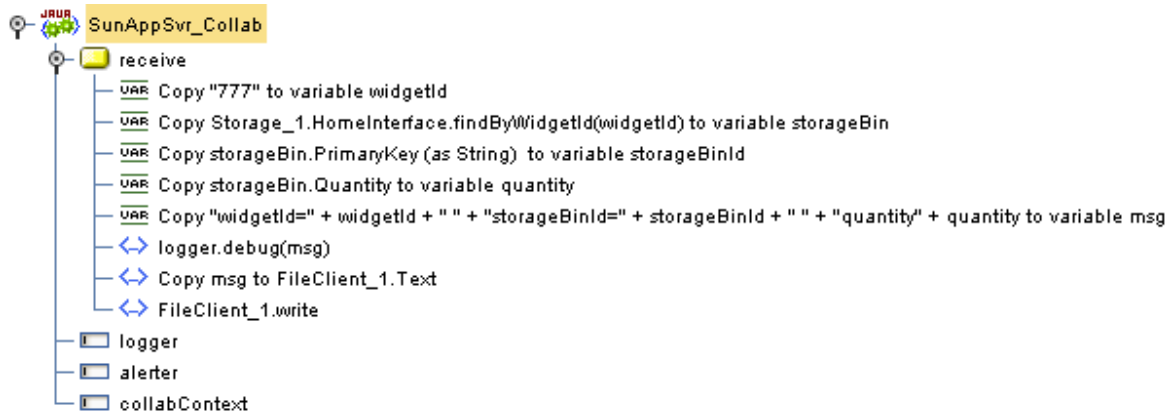 JAVA
SunAppSvr_Collab
receive
VAR Copy "777" to variable widgetId
VAR Copy Storage_1.HomeInterface.findByWidgetId(widgetId) to variable storageBin
VAR Copy storageBin.PrimaryKey (as String) to variable storageBinId
VAR Copy storageBin.Quantity to variable quantity
VAR Copy "widgetId=" + widgetId + " " + "storageBinId=" + storageBinId + " " + "quantity" + quantity to variable msg
logger.debug(msg)
Copy msg to FileClient_1.Text
FileClient_1.write
logger
alerter
collabContext